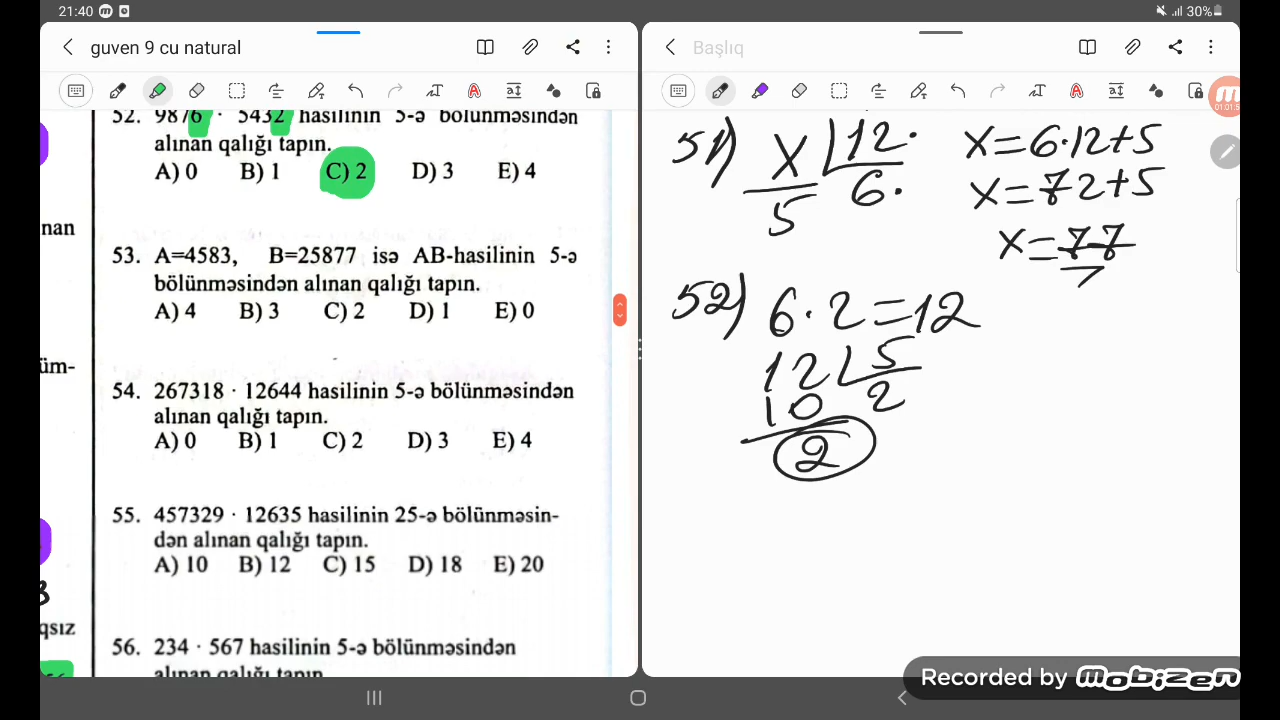 21:40
30%
guven 9 cu natural
52. 9876 · 5432 hasilinin 5-ə bölünməsindən
alınan qalığı tapın.
A) 0 B) 1 C) 2 D) 3 E) 4
nan
53. A=4583, B=25877 isə AB-hasilinin 5-ə
bölünməsindən alınan qalığı tapın.
A) 4 B) 3 C) 2 D) 1 E) 0
üm-
54. 267318 · 12644 hasilinin 5-ə bölünməsindən
alınan qalığı tapın.
A) 0 B) 1 C) 2 D) 3 E) 4
55. 457329 · 12635 hasilinin 25-ə bölünməsin-
dən alınan qalığı tapın.
A) 10 B) 12 C) 15 D) 18 E) 20
qsız
56. 234 · 567 hasilinin 5-ə bölünməsindən
alınan qalığı tapın
Başlıq
51) x 12 x=6·12+5
6 x=72+5
5 x=77
52) 6·2=12
12 5
10 2
2
Recorded by mobizen